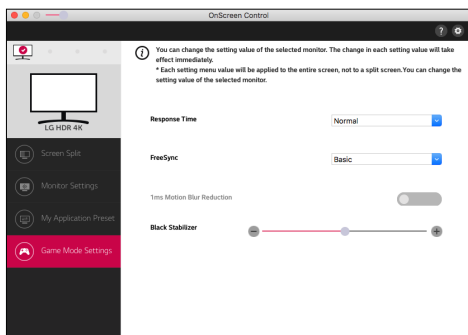 OnScreen Control
?
You can change the setting value of the selected monitor. The change in each setting value will take
effect immediately.
* Each setting menu value will be applied to the entire screen, not to a split screen.You can change the
setting value of the selected monitor.
LG HDR 4K
Response Time Normal
Screen Split
FreeSync Basic
Monitor Settings
1ms Motion Blur Reduction
My Application Preset
Black Stabilizer
Game Mode Settings